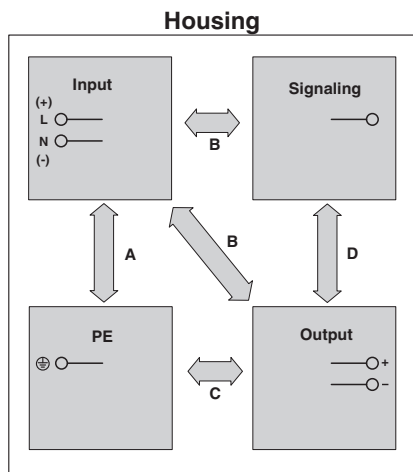 Housing
Input
(+)
L
N
(-)
Signaling
B
A
B
D
PE
Output
+
–
C